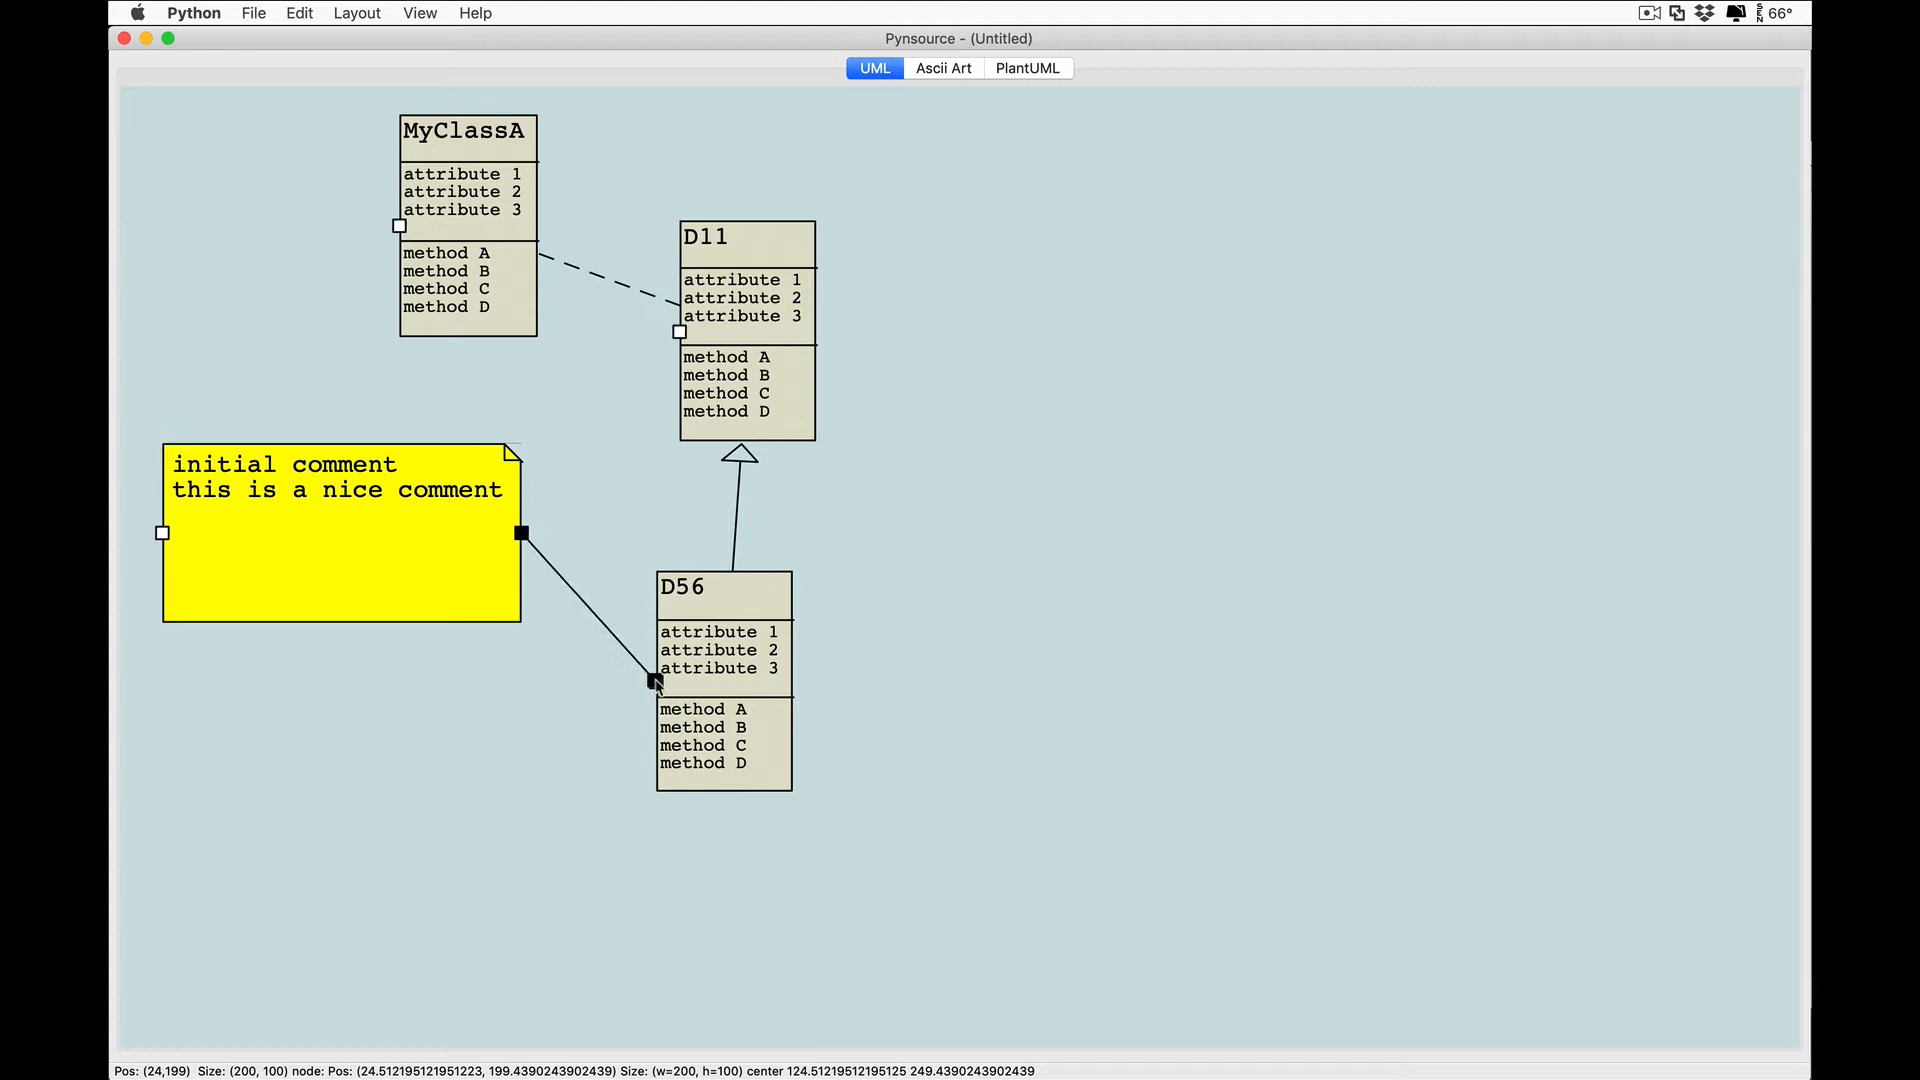 Python File Edit Layout View Help
66°
Pynsource - (Untitled)
UML Ascii Art PlantUML
MyClassA
attribute 1
attribute 2
attribute 3
method A
method B
method C
method D
D11
attribute 1
attribute 2
attribute 3
method A
method B
method C
method D
initial comment
this is a nice comment
D56
attribute 1
attribute 2
attribute 3
method A
method B
method C
method D
Pos: (24,199) Size: (200, 100) node: Pos: (24.512195121951223, 199.4390243902439) Size: (w=200, h=100) center 124.51219512195125 249.4390243902439